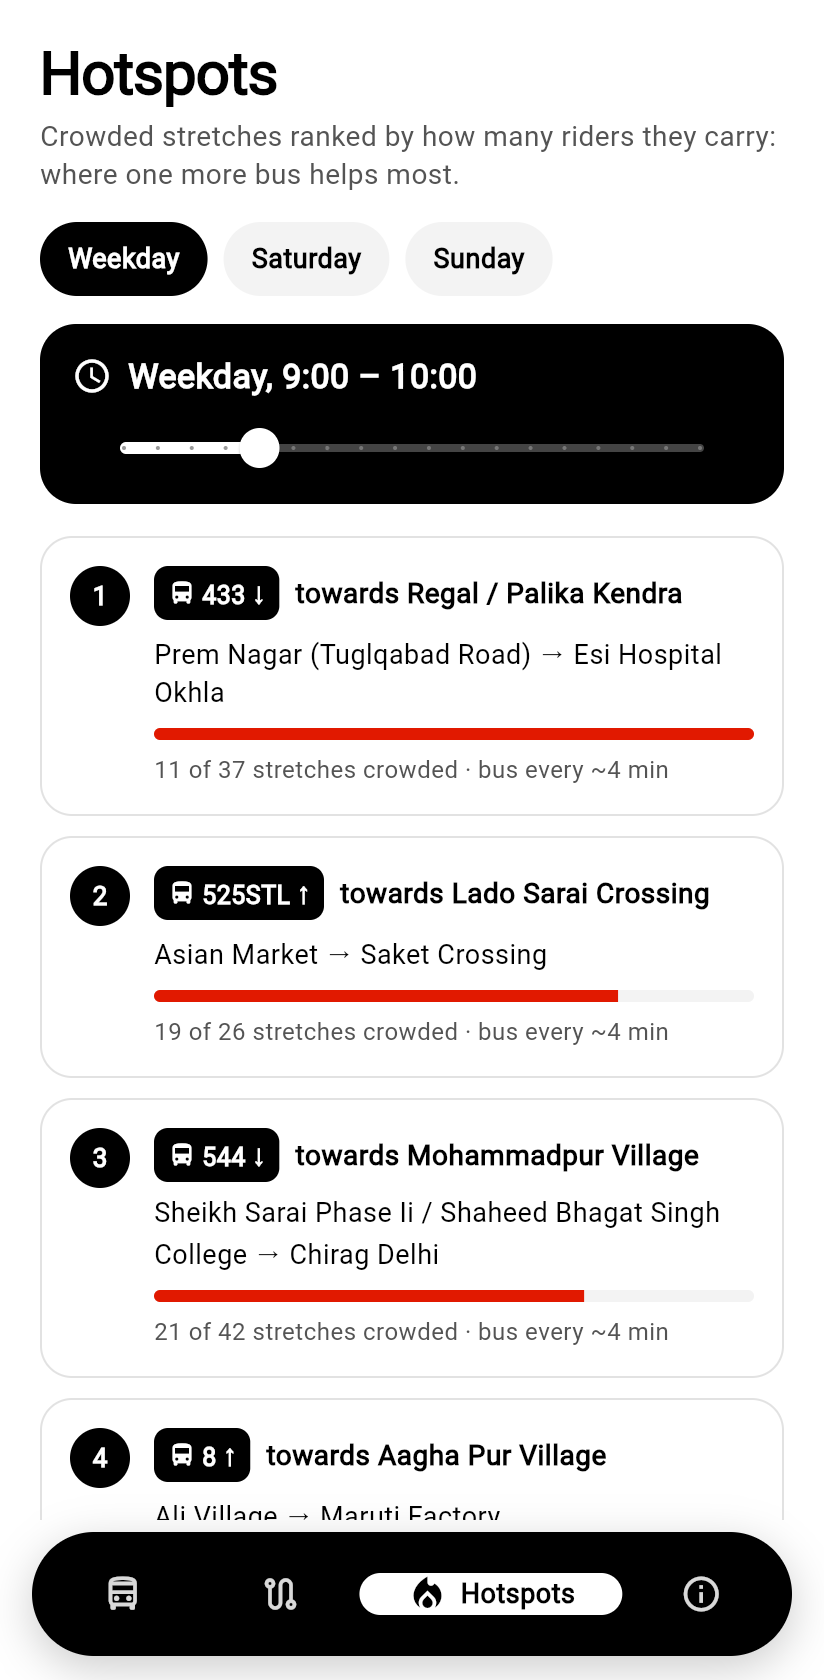 Hotspots
Crowded stretches ranked by how many riders they carry:
where one more bus helps most.
Weekday Saturday Sunday
Weekday, 9:00 – 10:00
1 433 ↓ towards Regal / Palika Kendra
Prem Nagar (Tuglqabad Road) → Esi Hospital
Okhla
11 of 37 stretches crowded · bus every ~4 min
2 525STL ↑ towards Lado Sarai Crossing
Asian Market → Saket Crossing
19 of 26 stretches crowded · bus every ~4 min
3 544 ↓ towards Mohammadpur Village
Sheikh Sarai Phase Ii / Shaheed Bhagat Singh
College → Chirag Delhi
21 of 42 stretches crowded · bus every ~4 min
4 8 ↑ towards Aagha Pur Village
Ali Village → Maruti Factory
Hotspots